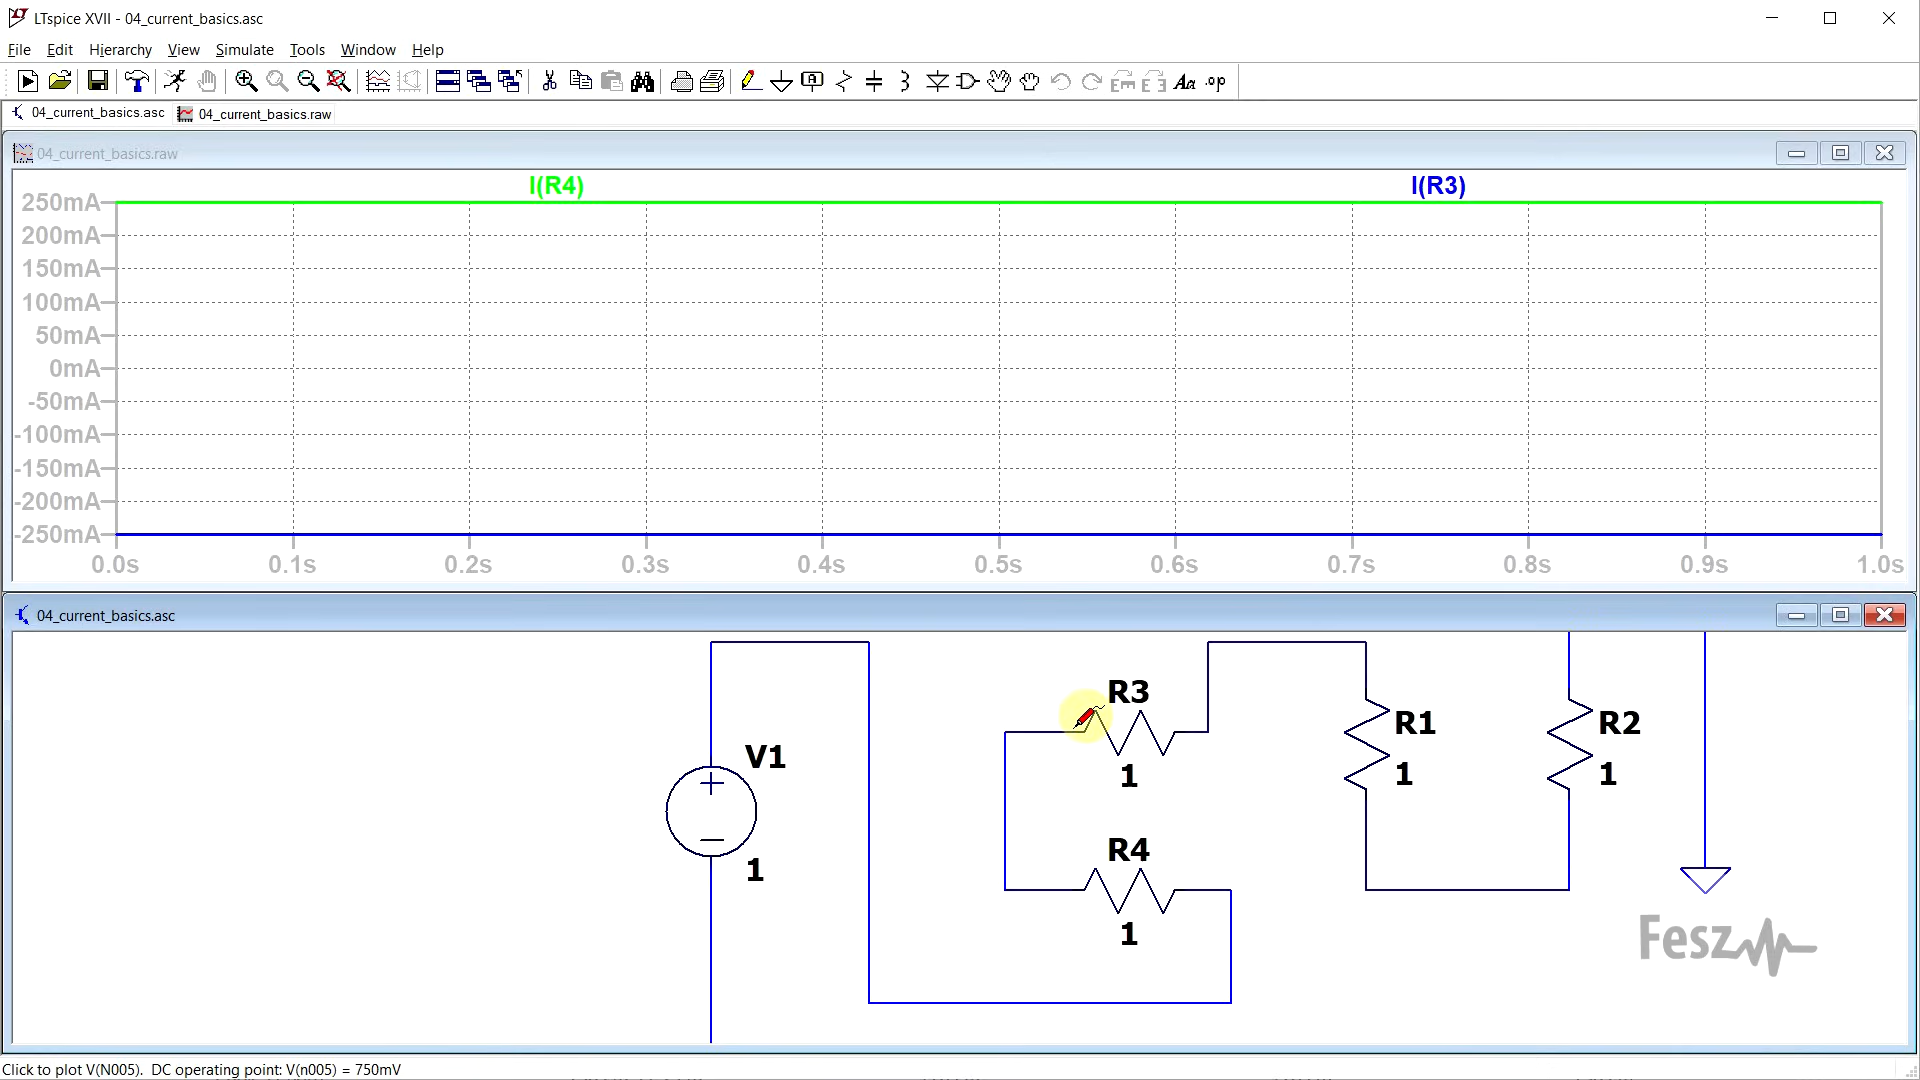 LTspice XVII - 04_current_basics.asc
File Edit Hierarchy View Simulate Tools Window Help
.op
04_current_basics.asc 04_current_basics.raw
04_current_basics.raw
I(R4) I(R3)
250mA
200mA
150mA
100mA
50mA
0mA
-50mA
-100mA
-150mA
-200mA
-250mA
0.0s 0.1s 0.2s 0.3s 0.4s 0.5s 0.6s 0.7s 0.8s 0.9s 1.0s
04_current_basics.asc
R3
R1 R2
V1
1 1 1
R4
1
1
Fesz
Click to plot V(N005). DC operating point: V(n005) = 750mV